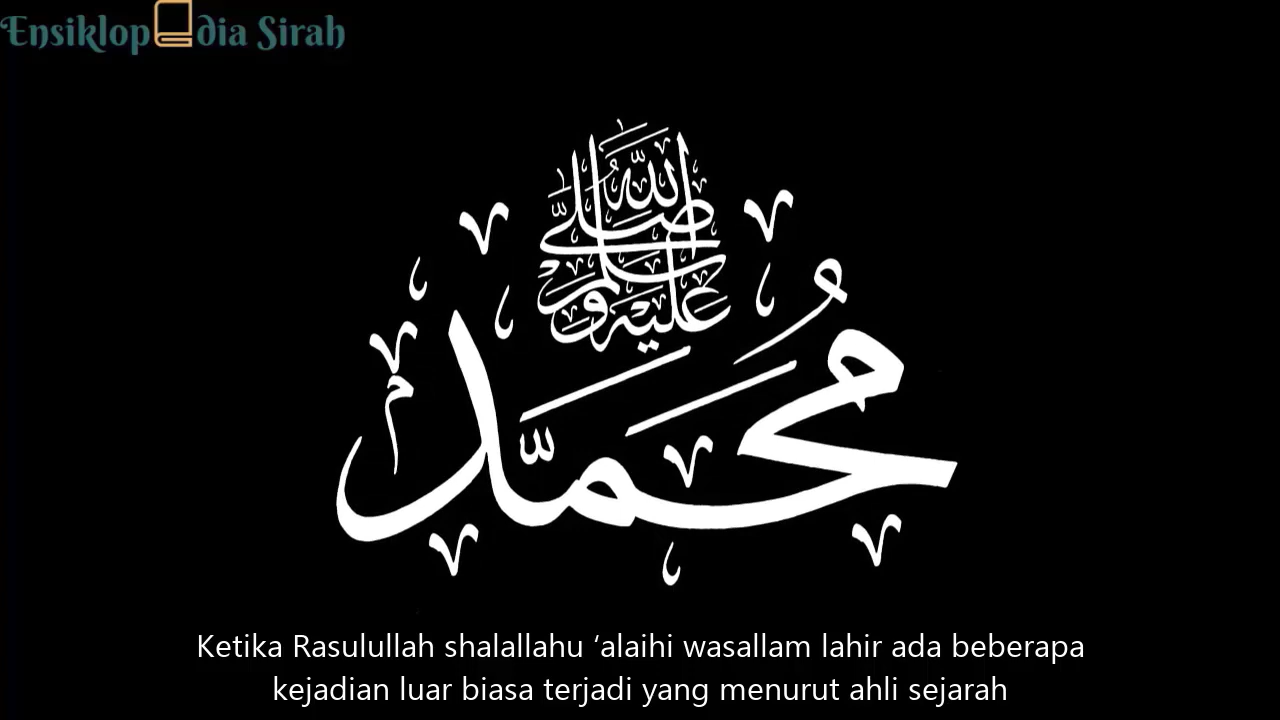 Ensiklopedia Sirah
صلى الله عليه وسلم
محمد
Ketika Rasulullah shalallahu ‘alaihi wasallam lahir ada beberapa
kejadian luar biasa terjadi yang menurut ahli sejarah